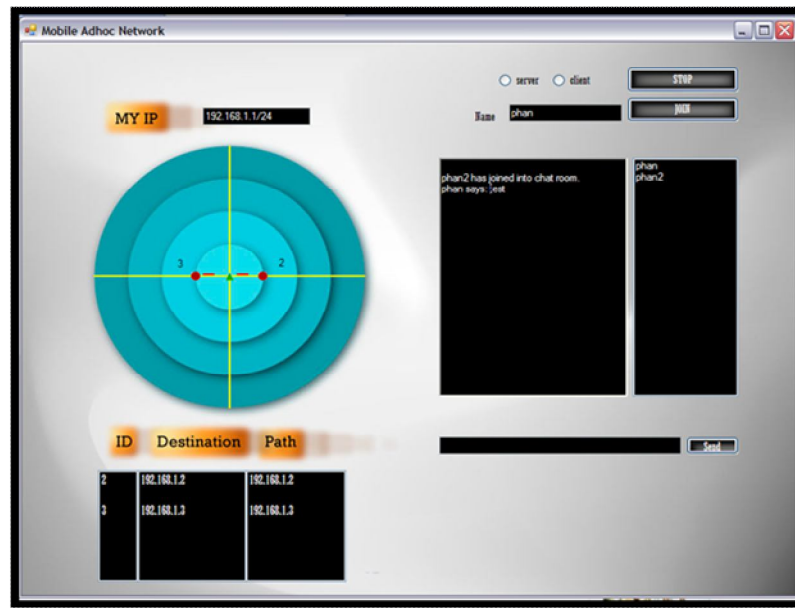 Mobile Adhoc Network
server client STOP
MY IP 192.168.1.1/24 Name phan JOIN
phan
phan2
phan2 has joined into chat room.
phan says: test
3 2
ID Destination Path
Send
2 192.168.1.2 192.168.1.2
3 192.168.1.3 192.168.1.3